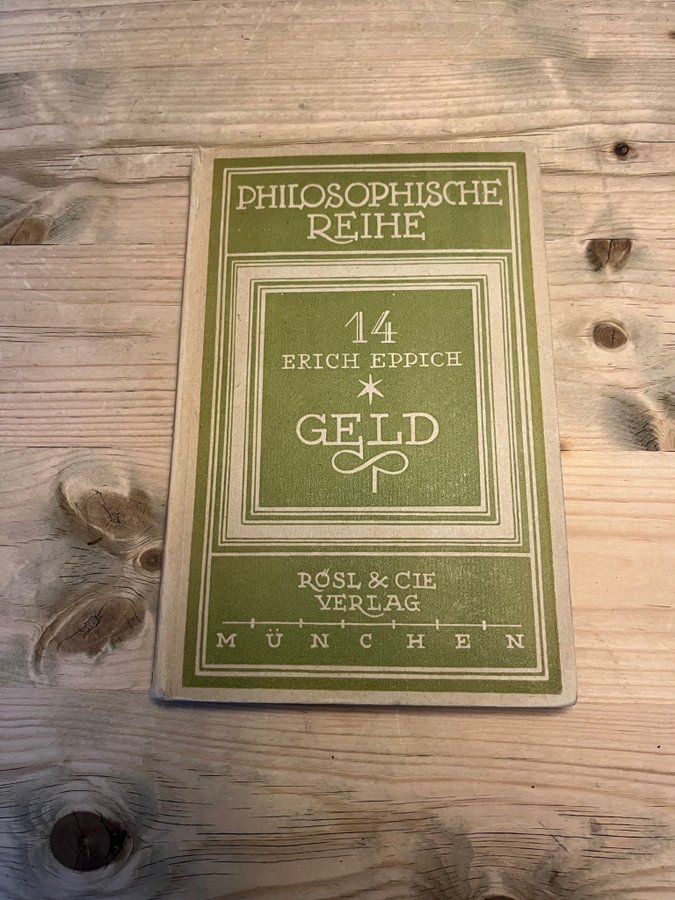 PHILOSOPHISCHE
REIHE
14
ERICH EPPICH
GELD
RÖSL & CIE
VERLAG
MÜNCHEN